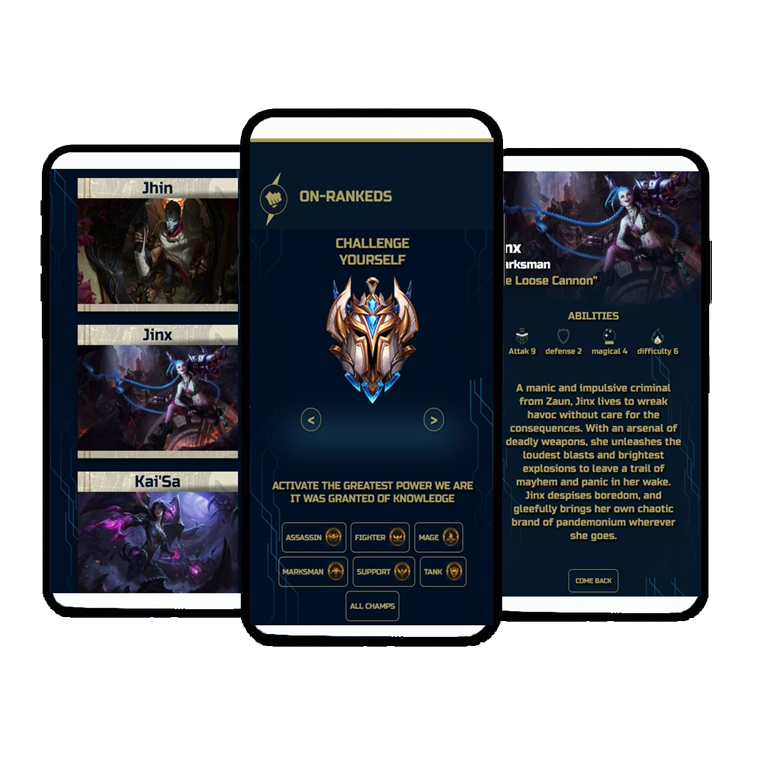 Jhin
Jinx
Kai'Sa
ON-RANKEDS
CHALLENGE
YOURSELF
<
>
ACTIVATE THE GREATEST POWER WE ARE
IT WAS GRANTED OF KNOWLEDGE
ASSASSIN
FIGHTER
MAGE
MARKSMAN
SUPPORT
TANK
ALL CHAMPS
nx
arksman
e Loose Cannon"
ABILITIES
Attak 9 defense 2 magical 4 difficulty 6
A manic and impulsive criminal
from Zaun, Jinx lives to wreak
havoc without care for the
consequences. With an arsenal of
deadly weapons, she unleashes the
loudest blasts and brightest
explosions to leave a trail of
mayhem and panic in her wake.
Jinx despises boredom, and
gleefully brings her own chaotic
brand of pandemonium wherever
she goes.
COME BACK